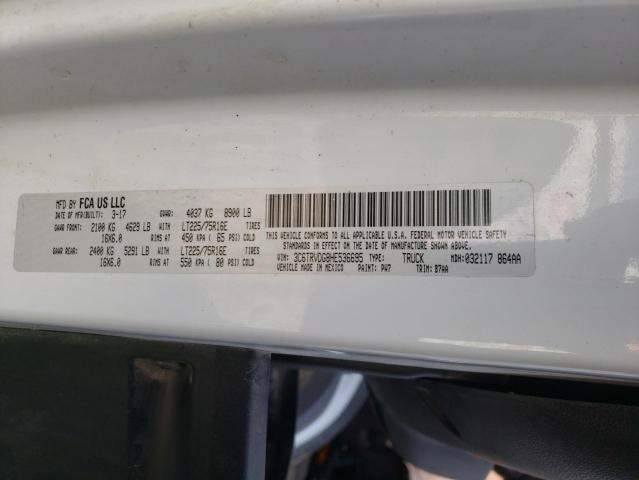 MFD BY FCA US LLC
DATE OF MFR(BUILT): 3-17 GVWR: 4037 KG 8900 LB
GAWR FRONT: 2100 KG 4629 LB WITH LT225/75R16E TIRES
16X6.0 RIMS AT 450 KPA ( 65 PSI) COLD
GAWR REAR: 2400 KG 5291 LB WITH LT225/75R16E TIRES
16X6.0 RIMS AT 550 KPA ( 80 PSI) COLD
THIS VEHICLE CONFORMS TO ALL APPLICABLE U.S.A. FEDERAL MOTOR VEHICLE SAFETY
STANDARDS IN EFFECT ON THE DATE OF MANUFACTURE SHOWN ABOVE.
VIN: 3C6TRVDG8HE536695 TYPE: TRUCK MDH:032117 864AA
VEHICLE MADE IN MEXICO PAINT: PW7 TRIM: B7AA